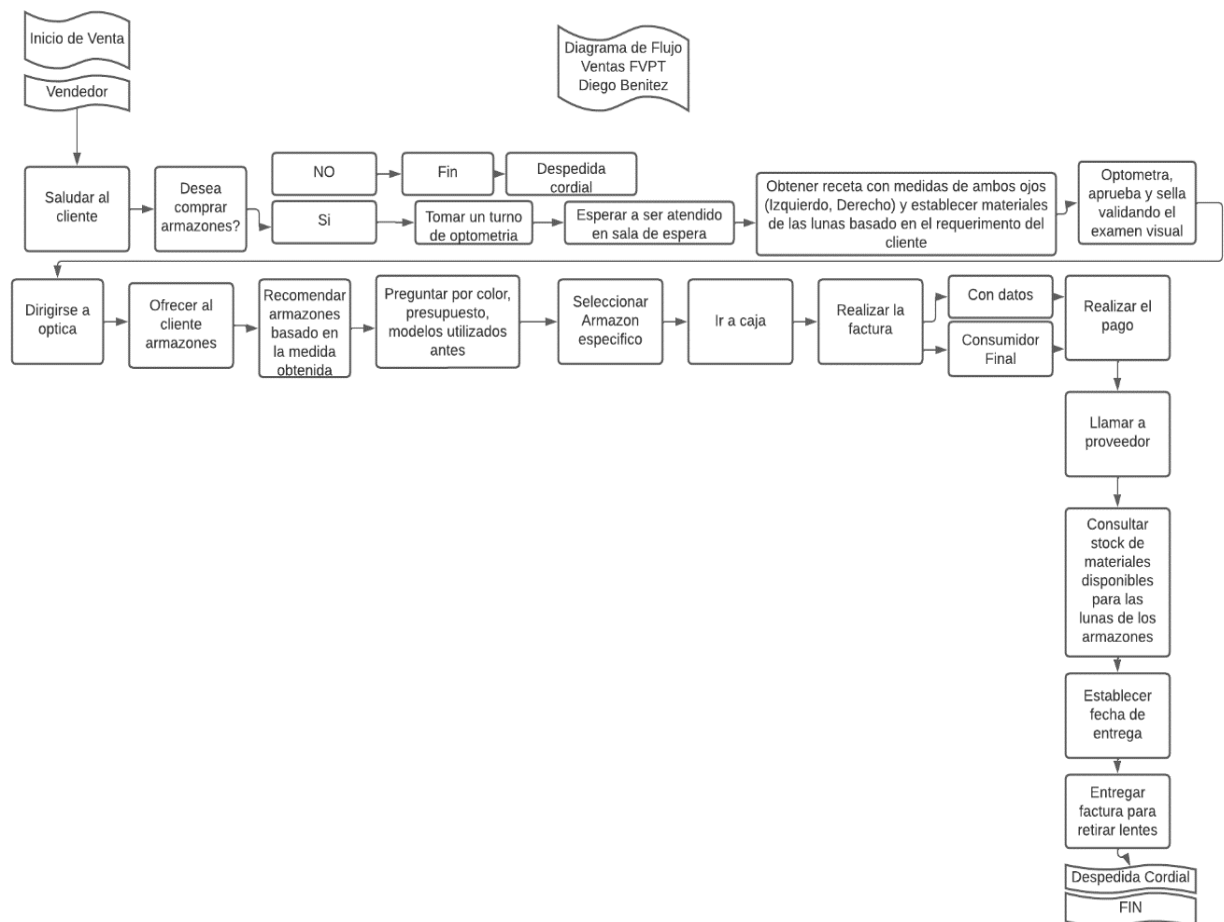 Inicio de Venta
Vendedor
Diagrama de Flujo
Ventas FVPT
Diego Benitez
Saludar al
cliente
Desea
comprar
armazones?
NO
Fin
Despedida
cordial
Si
Tomar un turno
de optometria
Esperar a ser atendido
en sala de espera
Obtener receta con medidas de ambos ojos
(Izquierdo, Derecho) y establecer materiales
de las lunas basado en el requerimento del
cliente
Optometra,
aprueba y sella
validando el
examen visual
Dirigirse a
optica
Ofrecer al
cliente
armazones
Recomendar
armazones
basado en
la medida
obtenida
Preguntar por color,
presupuesto,
modelos utilizados
antes
Seleccionar
Armazon
especifico
Ir a caja
Realizar la
factura
Con datos
Consumidor
Final
Realizar el
pago
Llamar a
proveedor
Consultar
stock de
materiales
disponibles
para las
lunas de los
armazones
Establecer
fecha de
entrega
Entregar
factura para
retirar lentes
Despedida Cordial
FIN